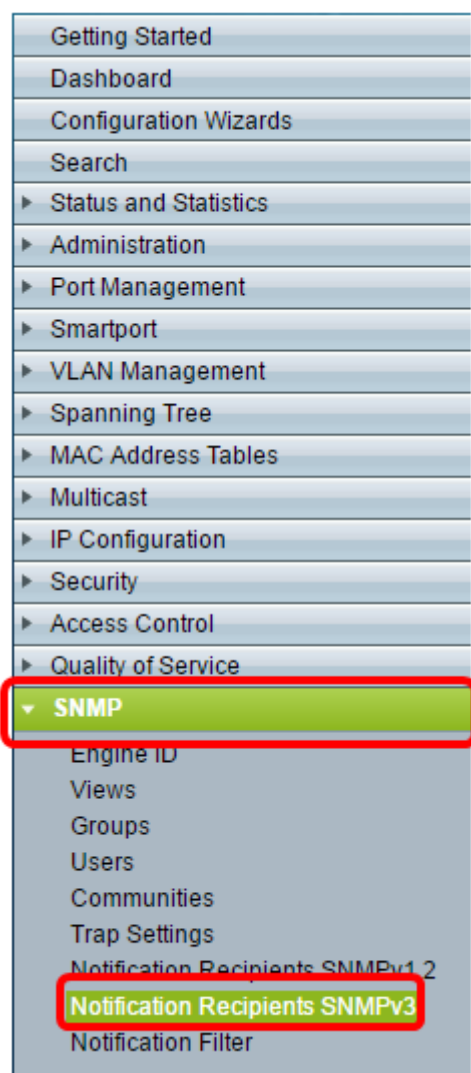 Getting Started
Dashboard
Configuration Wizards
Search
Status and Statistics
Administration
Port Management
Smartport
VLAN Management
Spanning Tree
MAC Address Tables
Multicast
IP Configuration
Security
Access Control
Quality of Service
SNMP
Engine ID
Views
Groups
Users
Communities
Trap Settings
Notification Recipients SNMPv1,2
Notification Recipients SNMPv3
Notification Filter